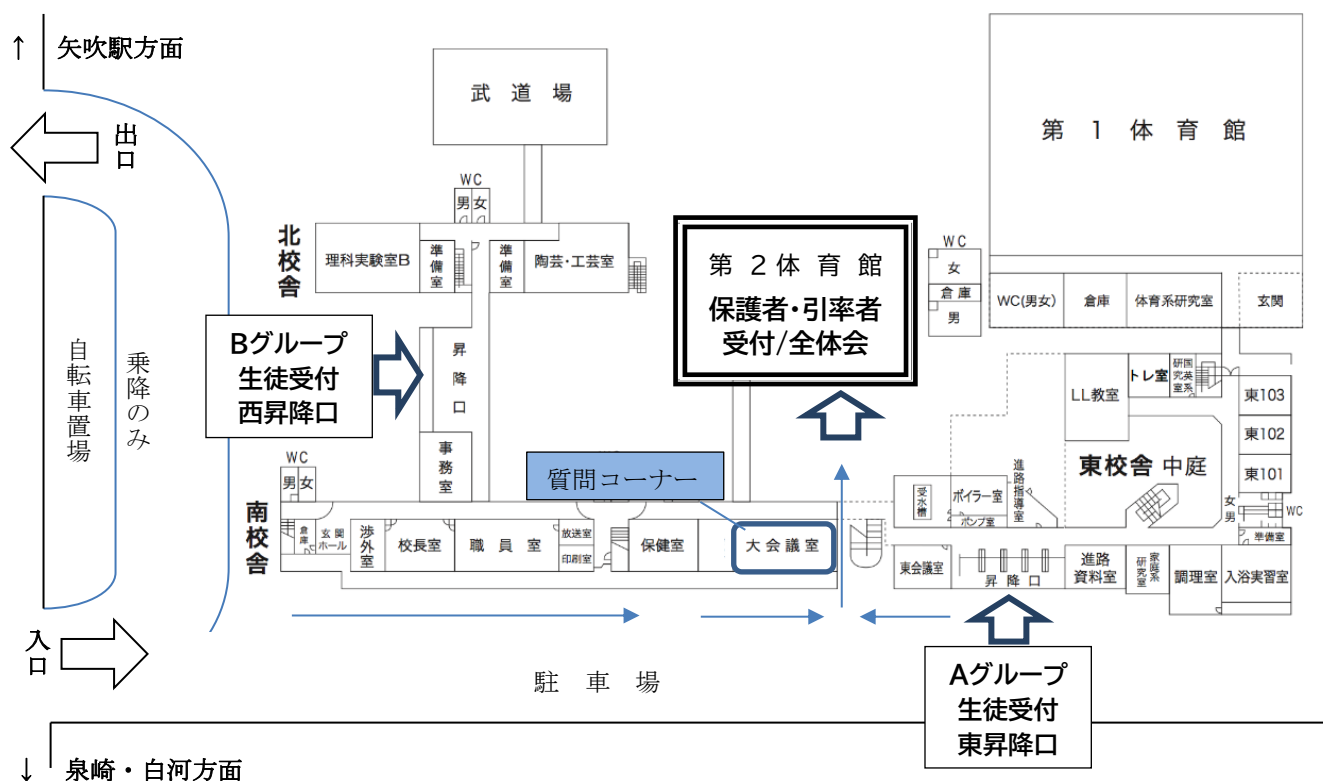 ↑ 矢吹駅方面
出口
自転車置場
乗降のみ
入口
↓ 泉崎・白河方面
駐車場
武道場
WC
男 女
北校舎
理科実験室B
準備室
準備室
陶芸・工芸室
Bグループ
生徒受付
西昇降口
昇降口
事務室
第2体育館
保護者・引率者
受付/全体会
第1体育館
WC
女
倉庫
男
WC(男女)
倉庫
体育系研究室
玄関
LL教室
トレ室
東103
東102
東101
東校舎 中庭
質問コーナー
WC
男 女
南校舎
倉庫
玄関ホール
渉外室
校長室
職員室
放送室
印刷室
保健室
大会議室
受水槽
ボイラー室
ポンプ室
進路指導室
女
男
WC
準備室
東会議室
昇降口
進路資料室
家庭系研究室
調理室
入浴実習室
Aグループ
生徒受付
東昇降口